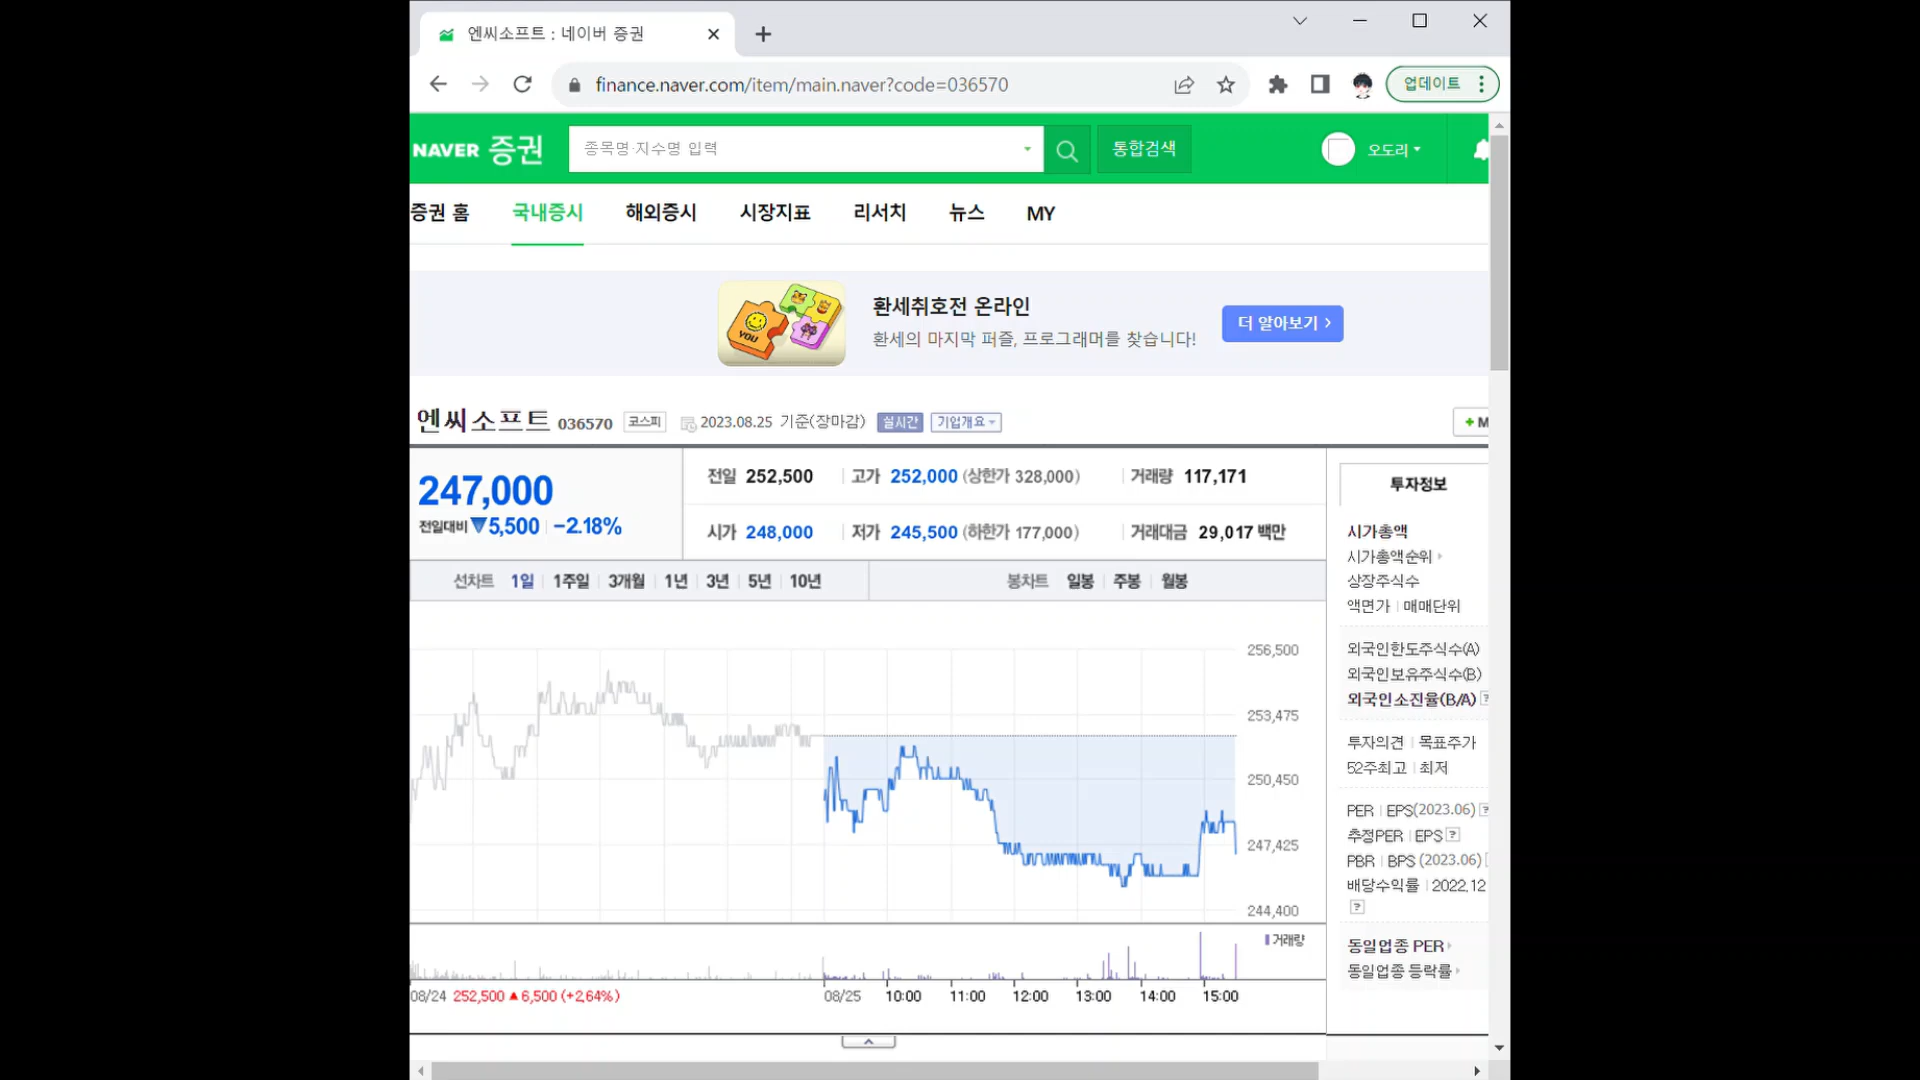 엔씨소프트 : 네이버 증권
finance.naver.com/item/main.naver?code=036570
업데이트
NAVER 증권
종목명·지수명 입력
통합검색
오도리
증권 홈 국내증시 해외증시 시장지표 리서치 뉴스 MY
YOU
환세취호전 온라인
환세의 마지막 퍼즐, 프로그래머를 찾습니다!
더 알아보기 >
엔씨소프트 036570 코스피 2023.08.25 기준(장마감) 실시간 기업개요
+ M
247,000
전일대비 ▼5,500 | −2.18%
전일 252,500 고가 252,000 (상한가 328,000) 거래량 117,171
시가 248,000 저가 245,500 (하한가 177,000) 거래대금 29,017 백만
선차트 1일 1주일 3개월 1년 3년 5년 10년
봉차트 일봉 주봉 월봉
256,500
253,475
250,450
247,425
244,400
거래량
08/24 252,500 ▲6,500 (+2.64%)
08/25 10:00 11:00 12:00 13:00 14:00 15:00
투자정보
시가총액
시가총액순위
상장주식수
액면가 | 매매단위
외국인한도주식수(A)
외국인보유주식수(B)
외국인소진율(B/A) ?
투자의견 | 목표주가
52주최고 | 최저
PER | EPS(2023.06) ?
추정PER | EPS ?
PBR | BPS (2023.06)
배당수익률 | 2022.12
?
동일업종 PER
동일업종 등락률